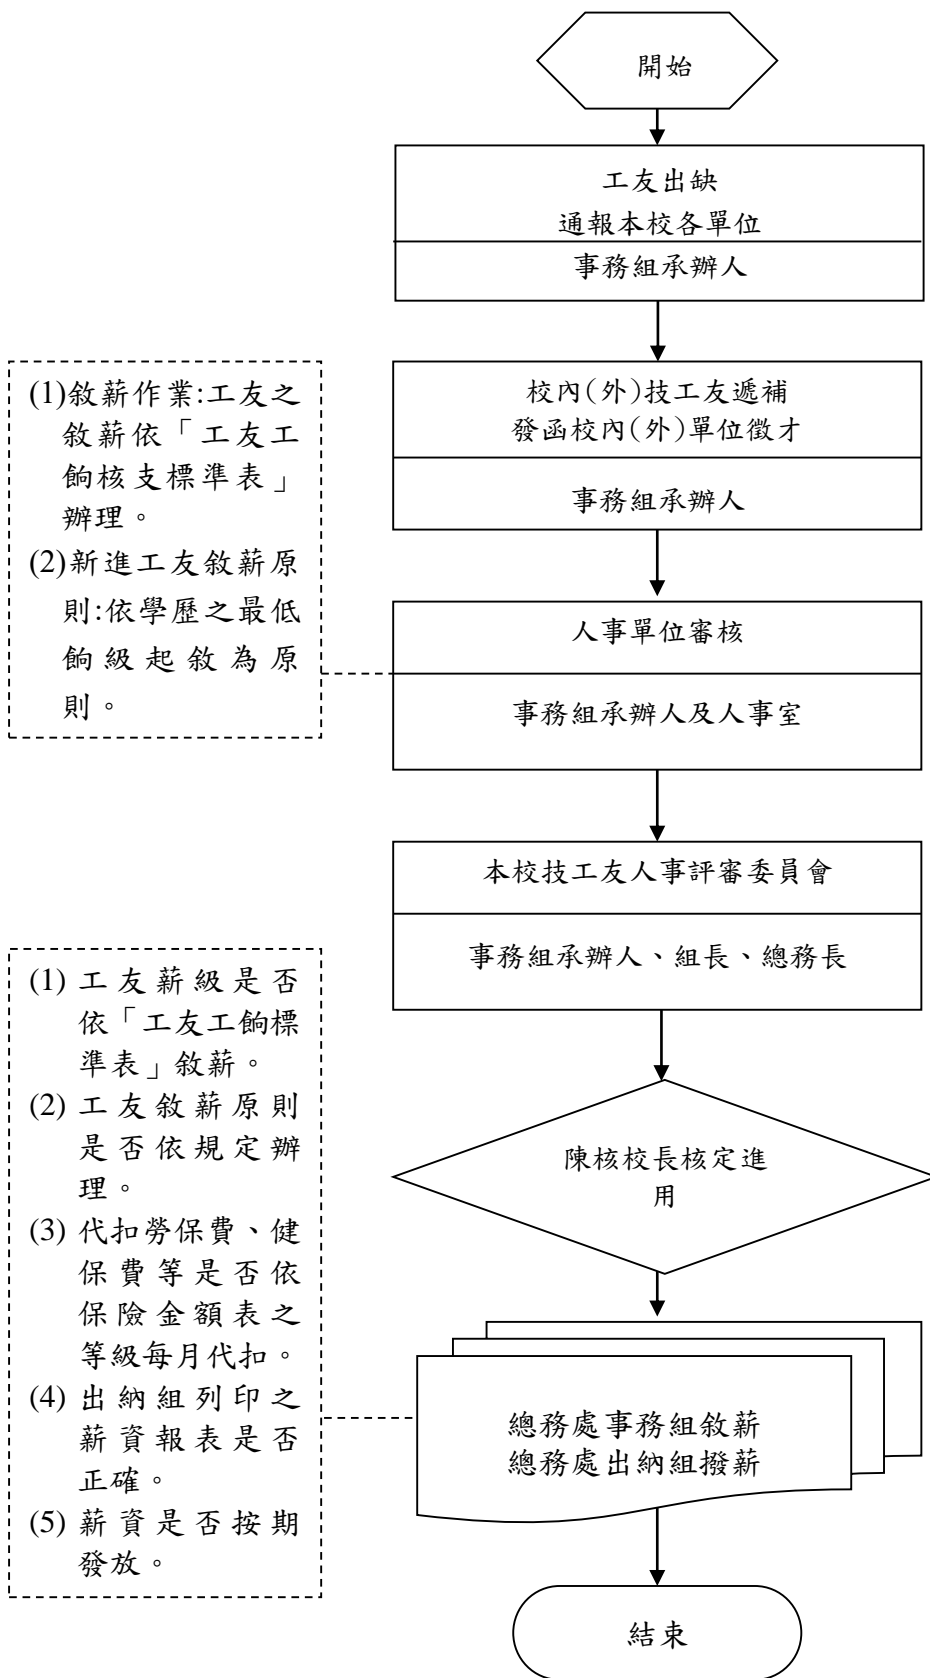 開始
工友出缺
通報本校各單位
事務組承辦人
校內(外)技工友遞補
發函校內(外)單位徵才
事務組承辦人
(1)敘薪作業:工友之
敘薪依「工友工
餉核支標準表」
辦理。
(2)新進工友敘薪原
則:依學歷之最低
餉級起敘為原
則。
人事單位審核
事務組承辦人及人事室
本校技工友人事評審委員會
事務組承辦人、組長、總務長
陳核校長核定進
用
(1) 工友薪級是否
依「工友工餉標
準表」敘薪。
(2) 工友敘薪原則
是否依規定辦
理。
(3) 代扣勞保費、健
保費等是否依
保險金額表之
等級每月代扣。
(4) 出納組列印之
薪資報表是否
正確。
(5) 薪資是否按期
發放。
總務處事務組敘薪
總務處出納組撥薪
結束